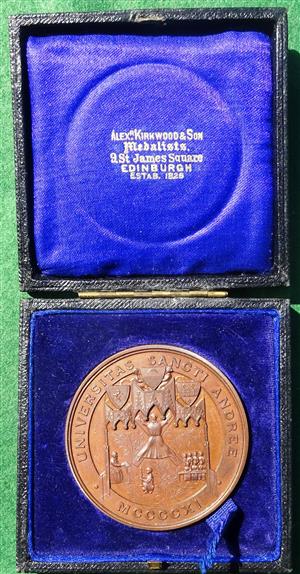 ALEXR. KIRKWOOD & SON
Medalists.
9. St James Square
EDINBURGH
ESTAB. 1826
UNIVERSITAS SANCTI ANDREE
MCCCCXI